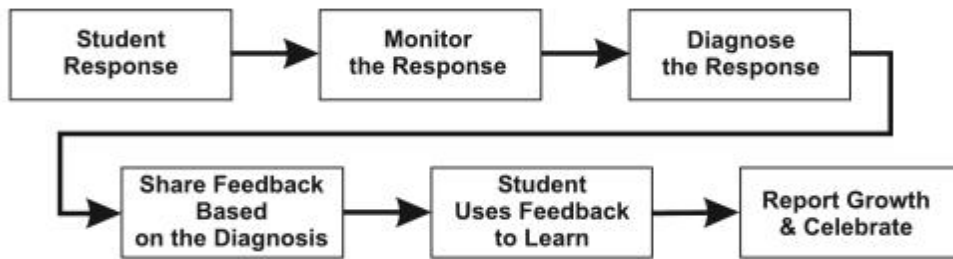 Student
Response
Monitor
the Response
Diagnose
the Response
Share Feedback
Based
on the Diagnosis
Student
Uses Feedback
to Learn
Report Growth
& Celebrate